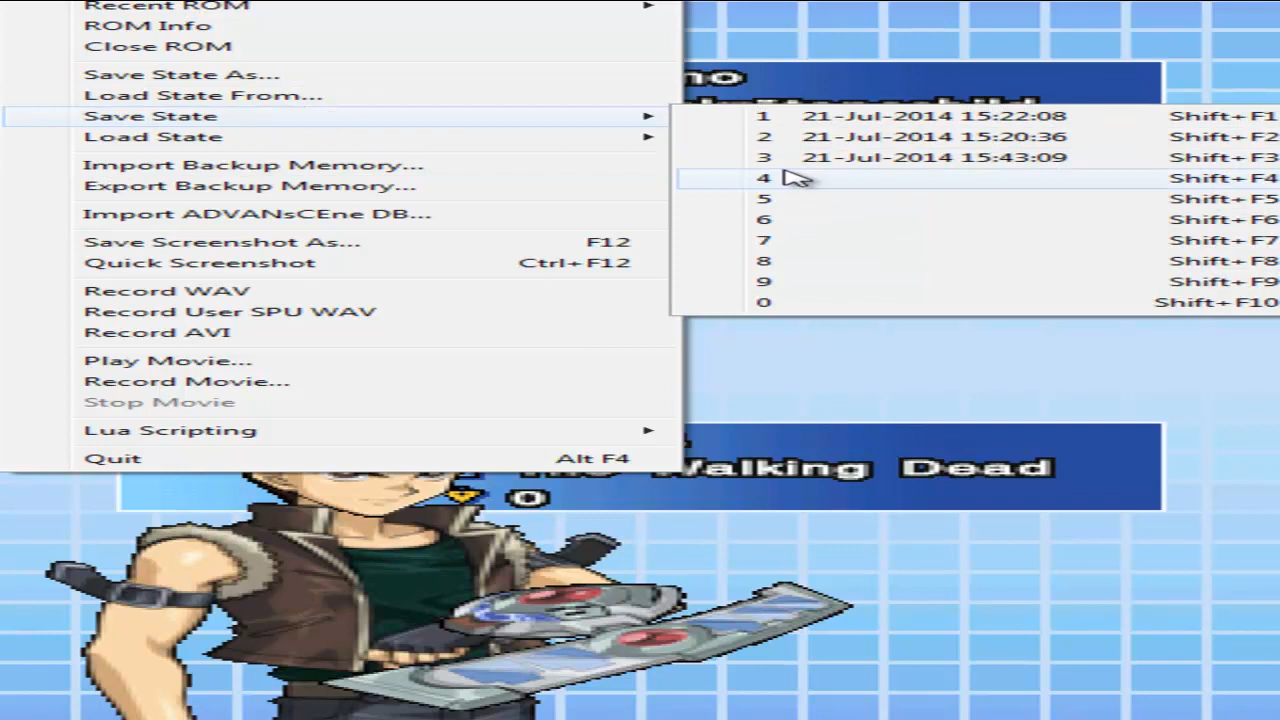 Recent ROM
ROM Info
Close ROM
Save State As...
Load State From...
Save State
Load State
Import Backup Memory...
Export Backup Memory...
Import ADVANsCEne DB...
Save Screenshot As... F12
Quick Screenshot Ctrl+F12
Record WAV
Record User SPU WAV
Record AVI
Play Movie...
Record Movie...
Stop Movie
Lua Scripting
Quit Alt F4
1 21-Jul-2014 15:22:08 Shift+F1
2 21-Jul-2014 15:20:36 Shift+F2
3 21-Jul-2014 15:43:09 Shift+F3
4 Shift+F4
5 Shift+F5
6 Shift+F6
7 Shift+F7
8 Shift+F8
9 Shift+F9
0 Shift+F10
Walking Dead
0